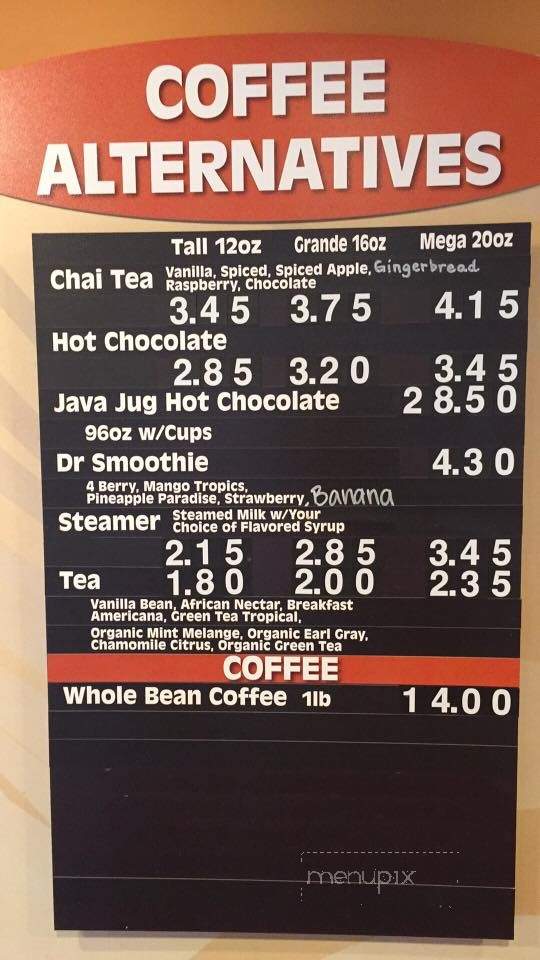 COFFEE
ALTERNATIVES
Tall 12oz Grande 16oz Mega 20oz
Chai Tea Vanilla, Spiced, Spiced Apple, Gingerbread
Raspberry, Chocolate
3.45 3.75 4.15
Hot Chocolate
2.85 3.20 3.45
Java Jug Hot Chocolate 28.50
96oz w/Cups
Dr Smoothie 4.30
4 Berry, Mango Tropics,
Pineapple Paradise, Strawberry, Banana
Steamer Steamed Milk w/Your
Choice of Flavored Syrup
2.15 2.85 3.45
Tea 1.80 2.00 2.35
Vanilla Bean, African Nectar, Breakfast
Americana, Green Tea Tropical,
Organic Mint Melange, Organic Earl Gray,
Chamomile Citrus, Organic Green Tea
COFFEE
Whole Bean Coffee 1lb 14.00
menupix